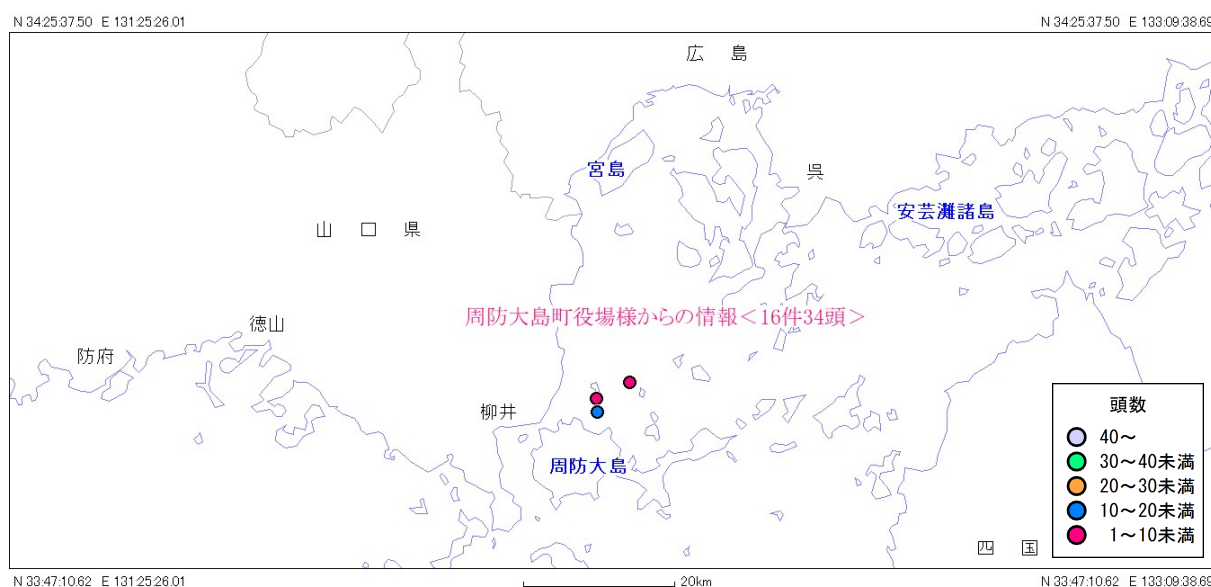 N 34:25:37.50 E 131:25:26.01
N 34:25:37.50 E 133:09:38.69
広 島
宮島
呉
安芸灘諸島
山 口 県
周防大島町役場様からの情報＜16件34頭＞
徳山
防府
柳井
周防大島
頭数
40～
30～40未満
20～30未満
10～20未満
1～10未満
四 国
N 33:47:10.62 E 131:25:26.01
20km
N 33:47:10.62 E 133:09:38.69